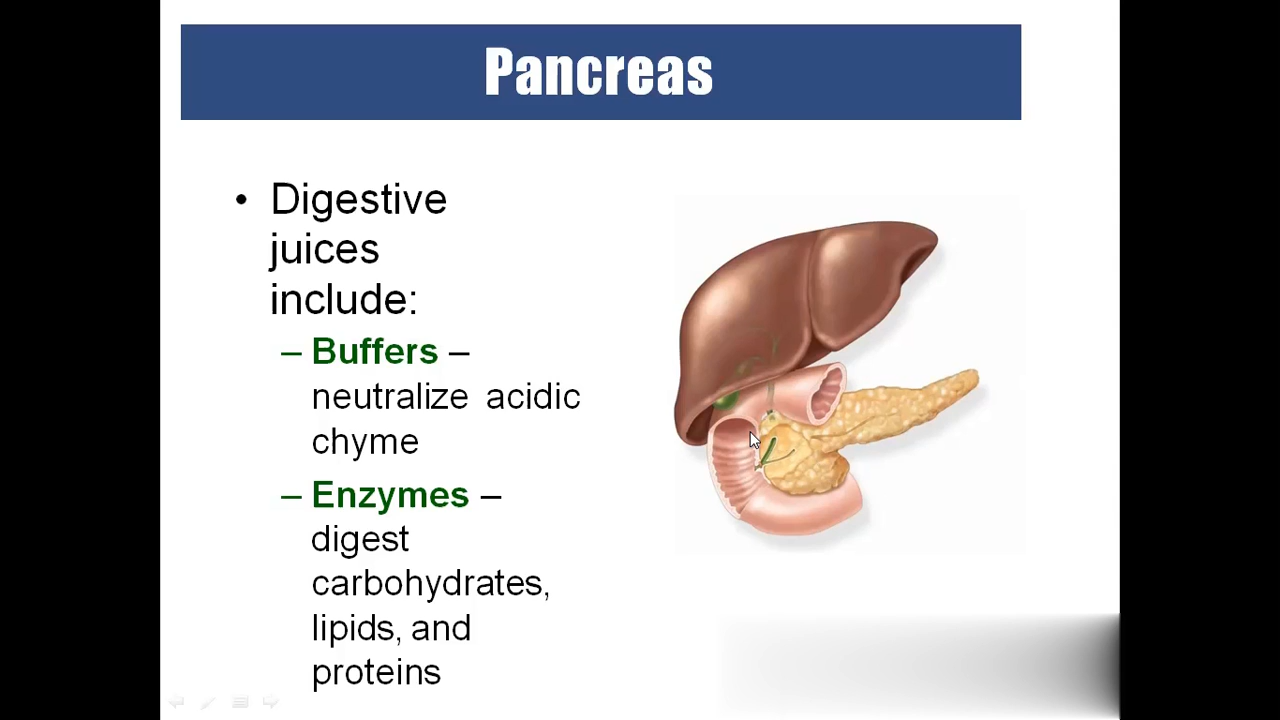 Pancreas
• Digestive
juices
include:
– Buffers –
neutralize acidic
chyme
– Enzymes –
digest
carbohydrates,
lipids, and
proteins